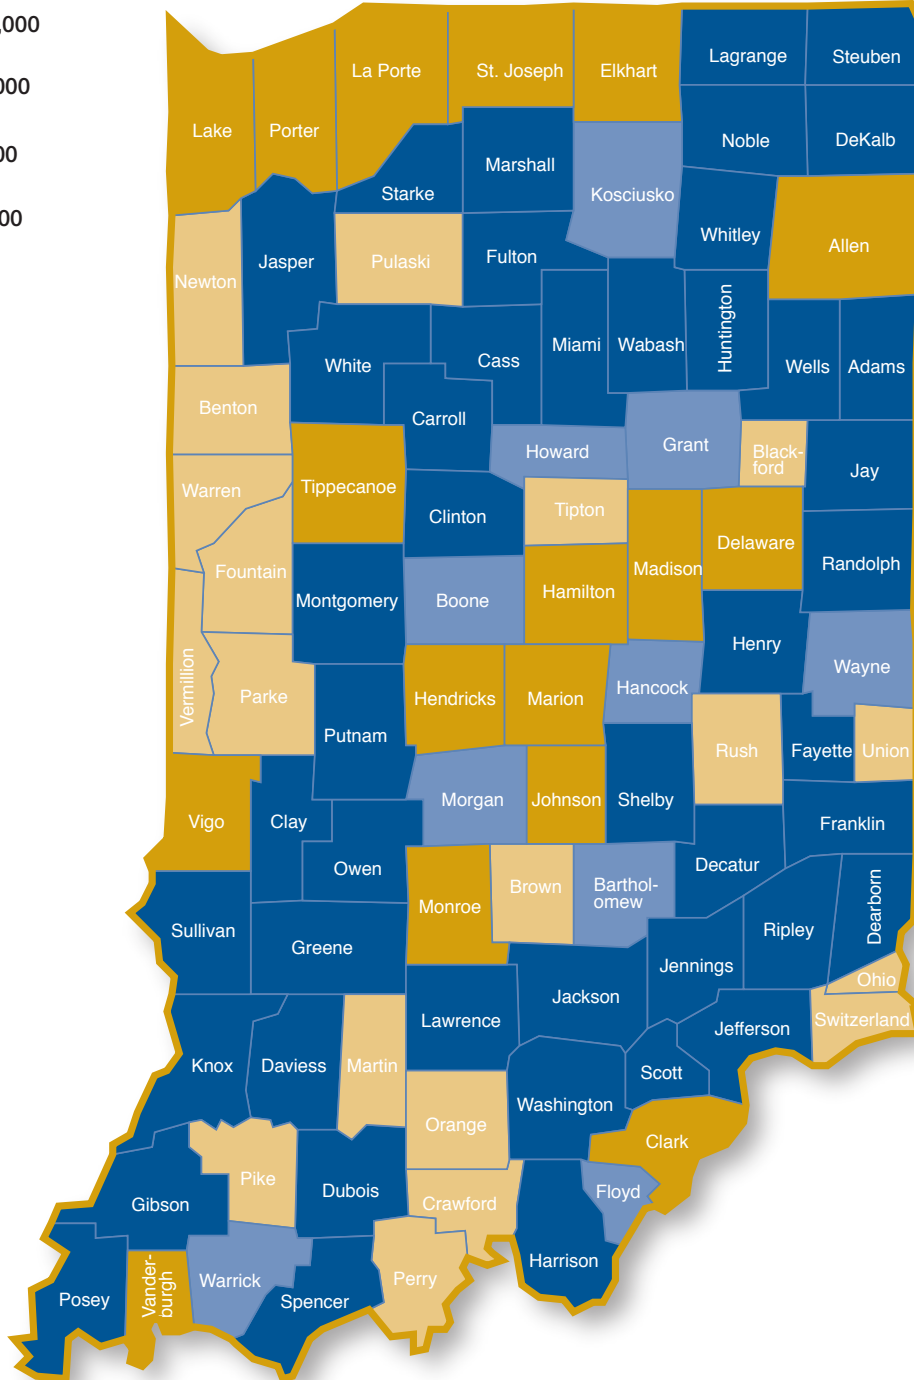 ,000
000
00
00
Lagrange
Steuben
La Porte
St. Joseph
Elkhart
Lake
Porter
Noble
DeKalb
Marshall
Starke
Kosciusko
Whitley
Allen
Jasper
Pulaski
Fulton
Newton
Huntington
White
Cass
Miami
Wabash
Wells
Adams
Benton
Carroll
Howard
Grant
Black-
ford
Jay
Warren
Tippecanoe
Clinton
Tipton
Delaware
Randolph
Fountain
Montgomery
Boone
Hamilton
Madison
Henry
Wayne
Vermillion
Parke
Hendricks
Marion
Hancock
Putnam
Rush
Fayette
Union
Vigo
Clay
Morgan
Johnson
Shelby
Franklin
Owen
Decatur
Monroe
Brown
Barthol-
omew
Dearborn
Sullivan
Greene
Ripley
Jennings
Ohio
Jackson
Lawrence
Switzerland
Jefferson
Knox
Daviess
Martin
Scott
Washington
Orange
Clark
Pike
Dubois
Floyd
Gibson
Crawford
Harrison
Posey
Vander-
burgh
Warrick
Spencer
Perry